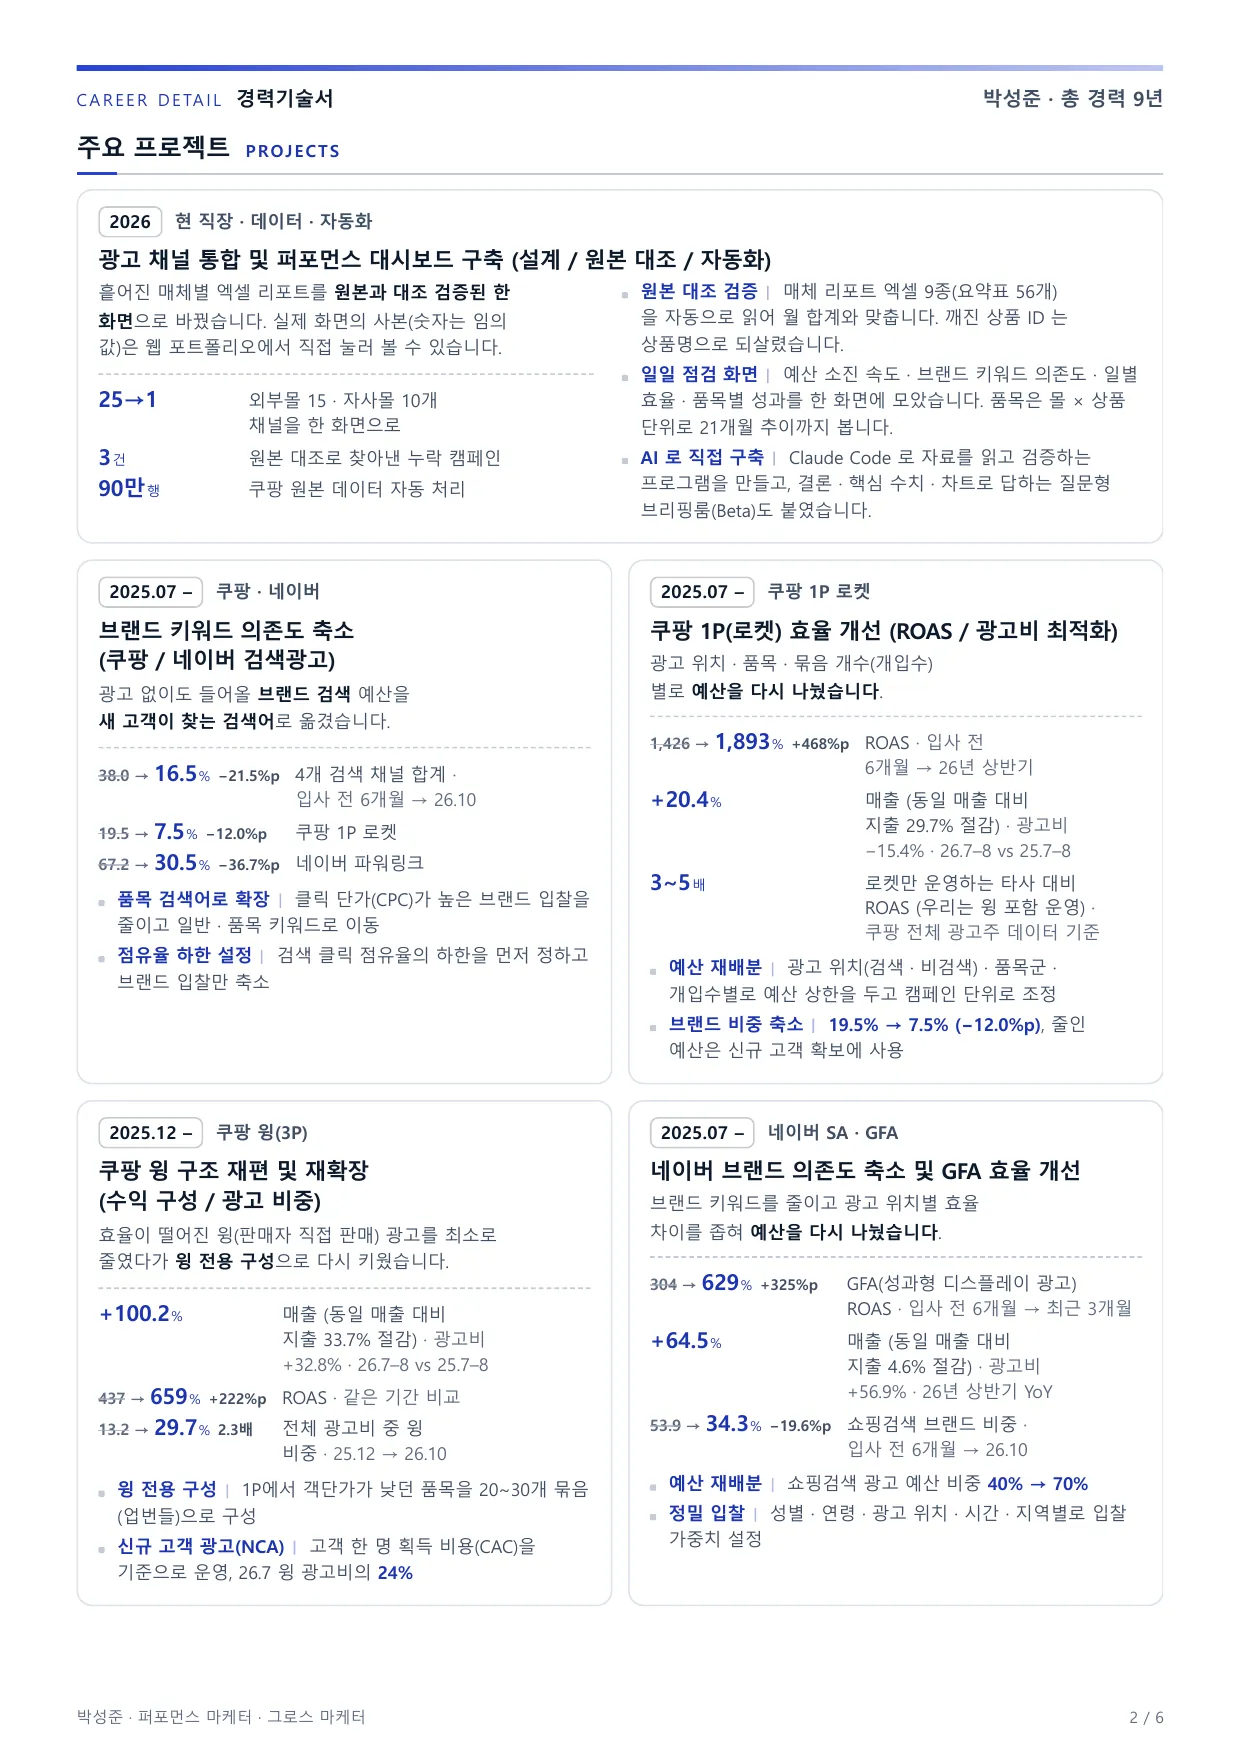 CAREER DETAIL 경력기술서
박성준 · 총 경력 9년
주요 프로젝트 PROJECTS
2026 현 직장 · 데이터 · 자동화
광고 채널 통합 및 퍼포먼스 대시보드 구축 (설계 / 원본 대조 / 자동화)
흩어진 매체별 엑셀 리포트를 원본과 대조 검증된 한
화면으로 바꿨습니다. 실제 화면의 사본(숫자는 임의
값)은 웹 포트폴리오에서 직접 눌러 볼 수 있습니다.
25→1 외부몰 15 · 자사몰 10개
채널을 한 화면으로
3건 원본 대조로 찾아낸 누락 캠페인
90만행 쿠팡 원본 데이터 자동 처리
원본 대조 검증 | 매체 리포트 엑셀 9종(요약표 56개)
을 자동으로 읽어 월 합계와 맞춥니다. 깨진 상품 ID 는
상품명으로 되살렸습니다.
일일 점검 화면 | 예산 소진 속도 · 브랜드 키워드 의존도 · 일별
효율 · 품목별 성과를 한 화면에 모았습니다. 품목은 몰 × 상품
단위로 21개월 추이까지 봅니다.
AI 로 직접 구축 | Claude Code 로 자료를 읽고 검증하는
프로그램을 만들고, 결론 · 핵심 수치 · 차트로 답하는 질문형
브리핑룸(Beta)도 붙였습니다.
2025.07 – 쿠팡 · 네이버
브랜드 키워드 의존도 축소
(쿠팡 / 네이버 검색광고)
광고 없이도 들어올 브랜드 검색 예산을
새 고객이 찾는 검색어로 옮겼습니다.
38.0 → 16.5% −21.5%p 4개 검색 채널 합계 ·
입사 전 6개월 → 26.10
19.5 → 7.5% −12.0%p 쿠팡 1P 로켓
67.2 → 30.5% −36.7%p 네이버 파워링크
품목 검색어로 확장 | 클릭 단가(CPC)가 높은 브랜드 입찰을
줄이고 일반 · 품목 키워드로 이동
점유율 하한 설정 | 검색 클릭 점유율의 하한을 먼저 정하고
브랜드 입찰만 축소
2025.07 – 쿠팡 1P 로켓
쿠팡 1P(로켓) 효율 개선 (ROAS / 광고비 최적화)
광고 위치 · 품목 · 묶음 개수(개입수)
별로 예산을 다시 나눴습니다.
1,426 → 1,893% +468%p ROAS · 입사 전
6개월 → 26년 상반기
+20.4% 매출 (동일 매출 대비
지출 29.7% 절감) · 광고비
−15.4% · 26.7–8 vs 25.7–8
3~5배 로켓만 운영하는 타사 대비
ROAS (우리는 윙 포함 운영) ·
쿠팡 전체 광고주 데이터 기준
예산 재배분 | 광고 위치(검색 · 비검색) · 품목군 ·
개입수별로 예산 상한을 두고 캠페인 단위로 조정
브랜드 비중 축소 | 19.5% → 7.5% (−12.0%p), 줄인
예산은 신규 고객 확보에 사용
2025.12 – 쿠팡 윙(3P)
쿠팡 윙 구조 재편 및 재확장
(수익 구성 / 광고 비중)
효율이 떨어진 윙(판매자 직접 판매) 광고를 최소로
줄였다가 윙 전용 구성으로 다시 키웠습니다.
+100.2% 매출 (동일 매출 대비
지출 33.7% 절감) · 광고비
+32.8% · 26.7–8 vs 25.7–8
437 → 659% +222%p ROAS · 같은 기간 비교
13.2 → 29.7% 2.3배 전체 광고비 중 윙
비중 · 25.12 → 26.10
윙 전용 구성 | 1P에서 객단가가 낮던 품목을 20~30개 묶음
(업번들)으로 구성
신규 고객 광고(NCA) | 고객 한 명 획득 비용(CAC)을
기준으로 운영, 26.7 윙 광고비의 24%
2025.07 – 네이버 SA · GFA
네이버 브랜드 의존도 축소 및 GFA 효율 개선
브랜드 키워드를 줄이고 광고 위치별 효율
차이를 좁혀 예산을 다시 나눴습니다.
304 → 629% +325%p GFA(성과형 디스플레이 광고)
ROAS · 입사 전 6개월 → 최근 3개월
+64.5% 매출 (동일 매출 대비
지출 4.6% 절감) · 광고비
+56.9% · 26년 상반기 YoY
53.9 → 34.3% −19.6%p 쇼핑검색 브랜드 비중 ·
입사 전 6개월 → 26.10
예산 재배분 | 쇼핑검색 광고 예산 비중 40% → 70%
정밀 입찰 | 성별 · 연령 · 광고 위치 · 시간 · 지역별로 입찰
가중치 설정
박성준 · 퍼포먼스 마케터 · 그로스 마케터
2 / 6